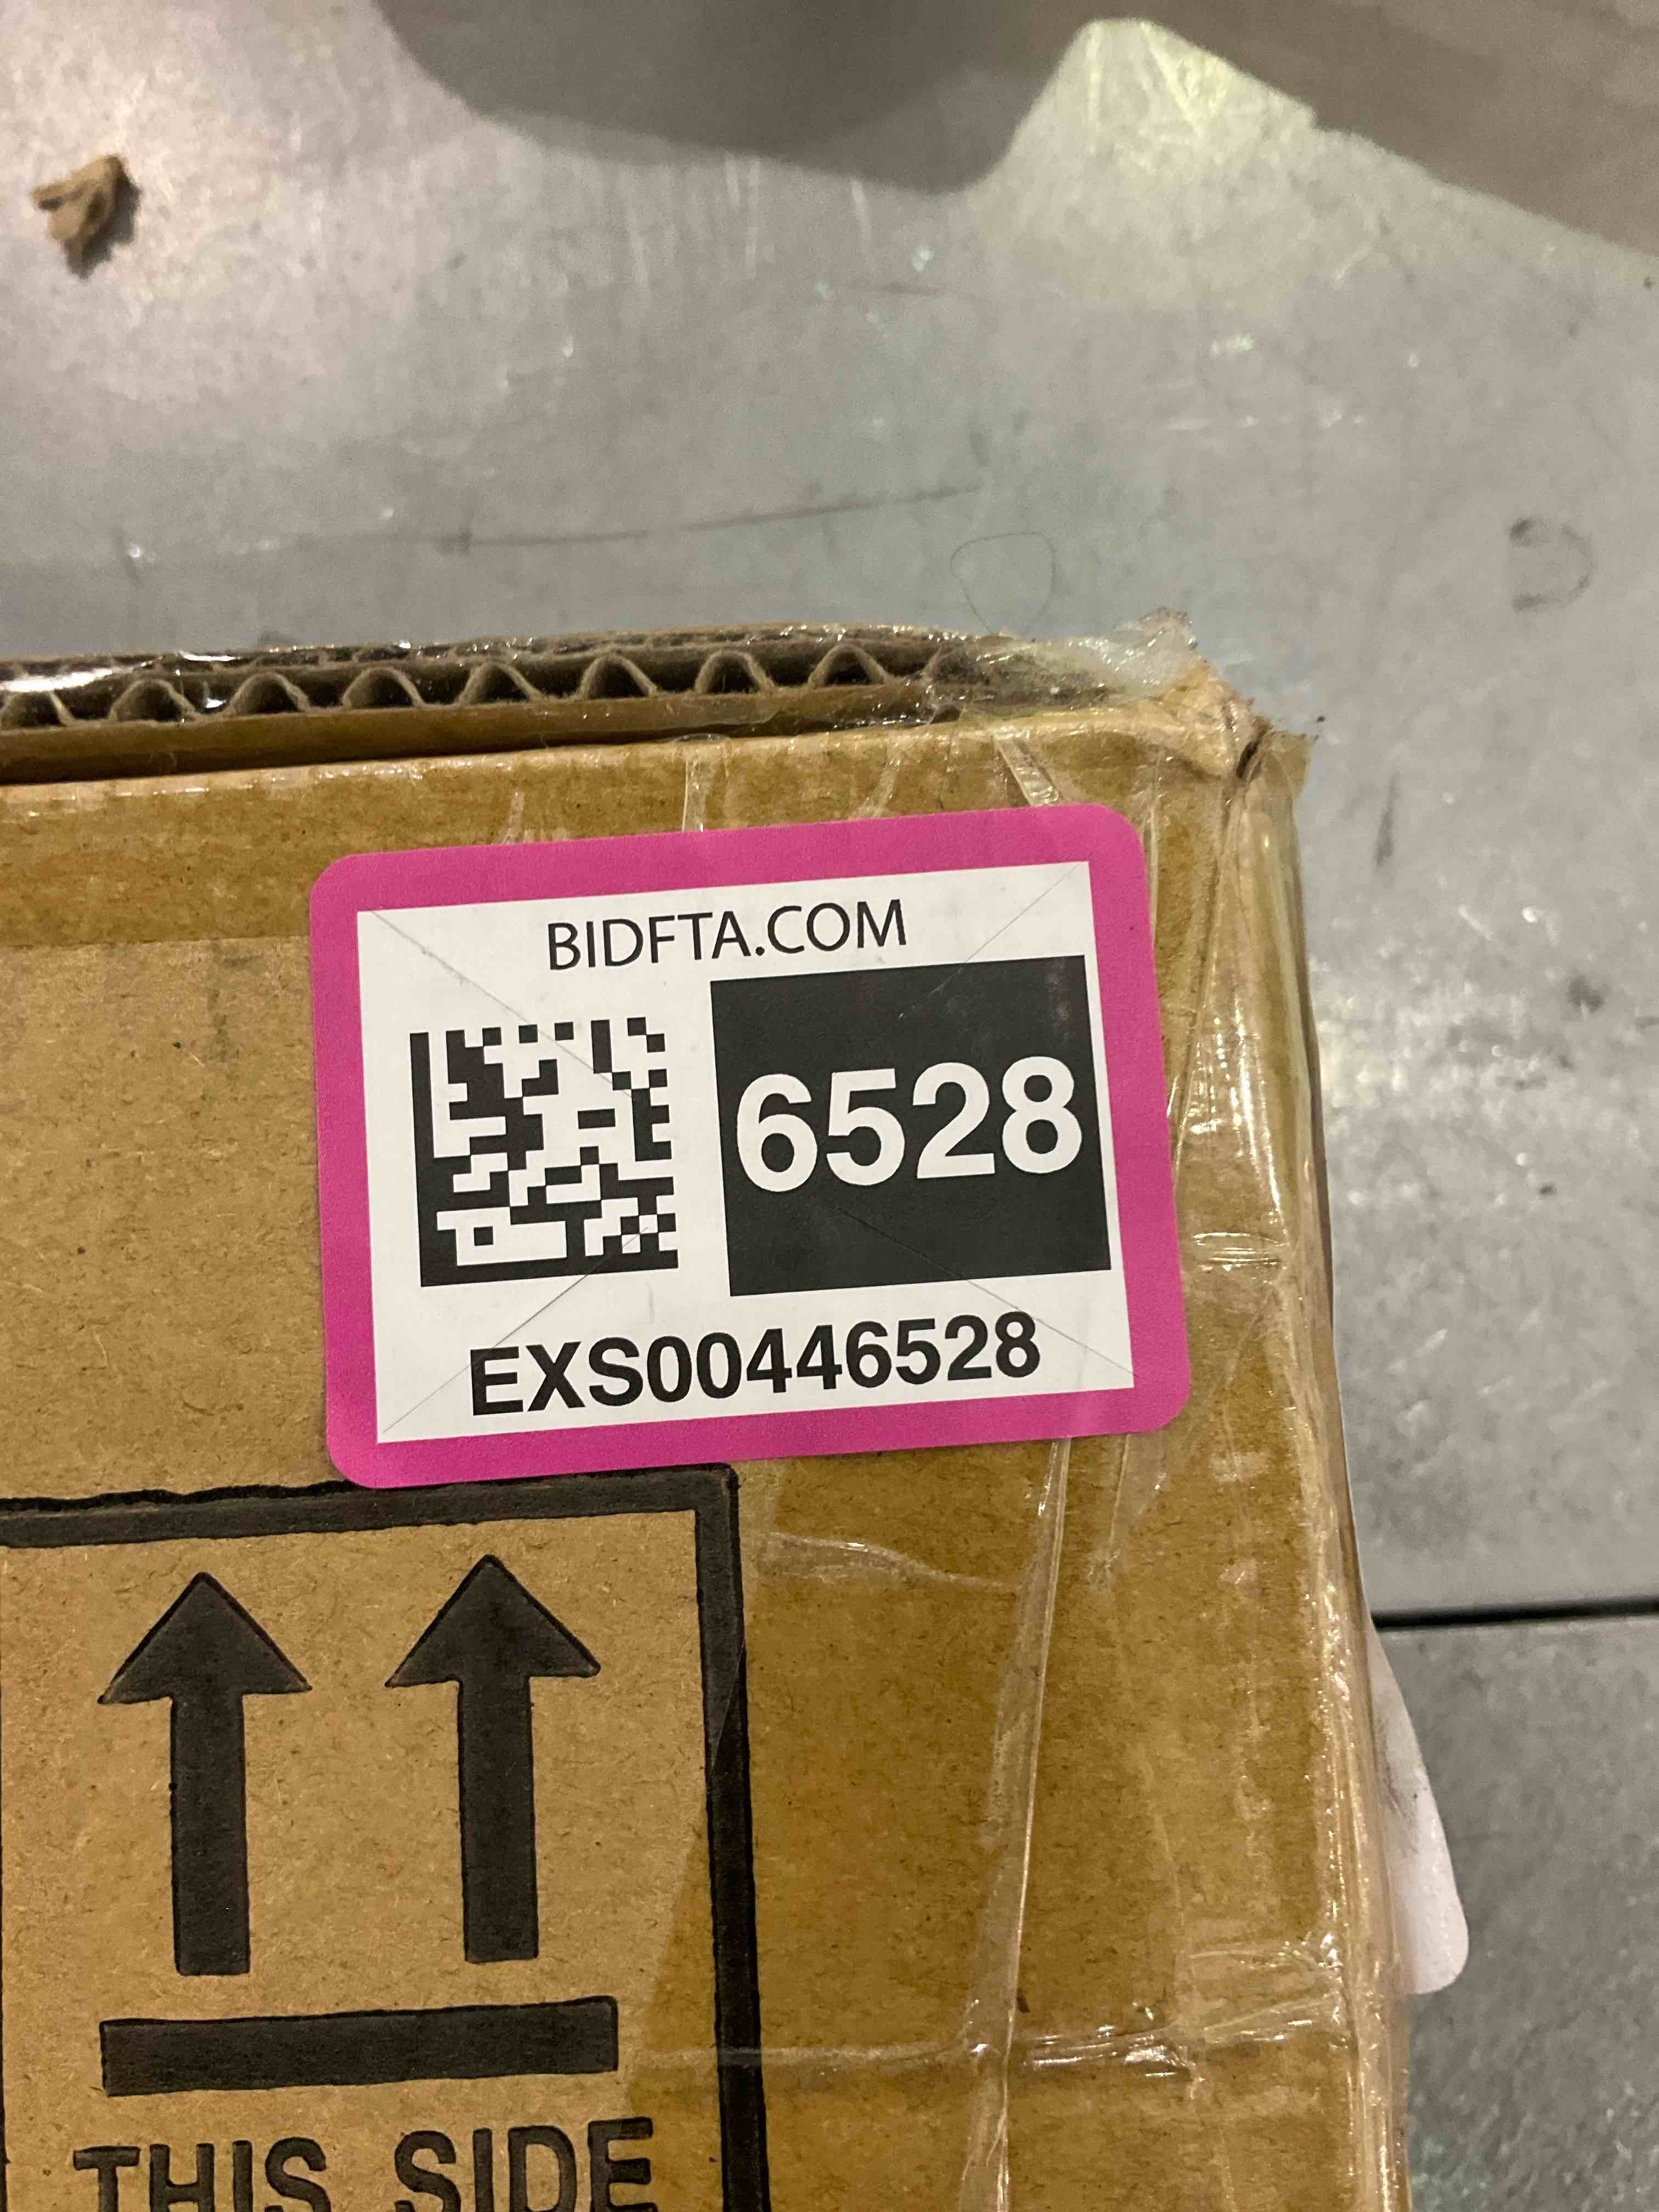 BIDFTA.COM
6528
EXS00446528
THIS SIDE